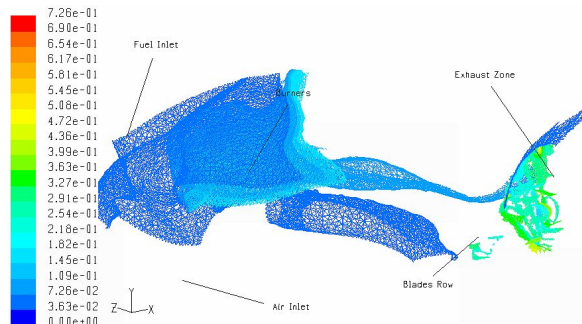 7.26e-01
6.90e-01
6.54e-01
6.17e-01
5.81e-01
5.45e-01
5.08e-01
4.72e-01
4.36e-01
3.99e-01
3.63e-01
3.27e-01
2.91e-01
2.54e-01
2.18e-01
1.82e-01
1.45e-01
1.09e-01
7.26e-02
3.63e-02
0.00e+00
Fuel Inlet
Burners
Exhaust Zone
Blades Row
Air Inlet
Y
Z X